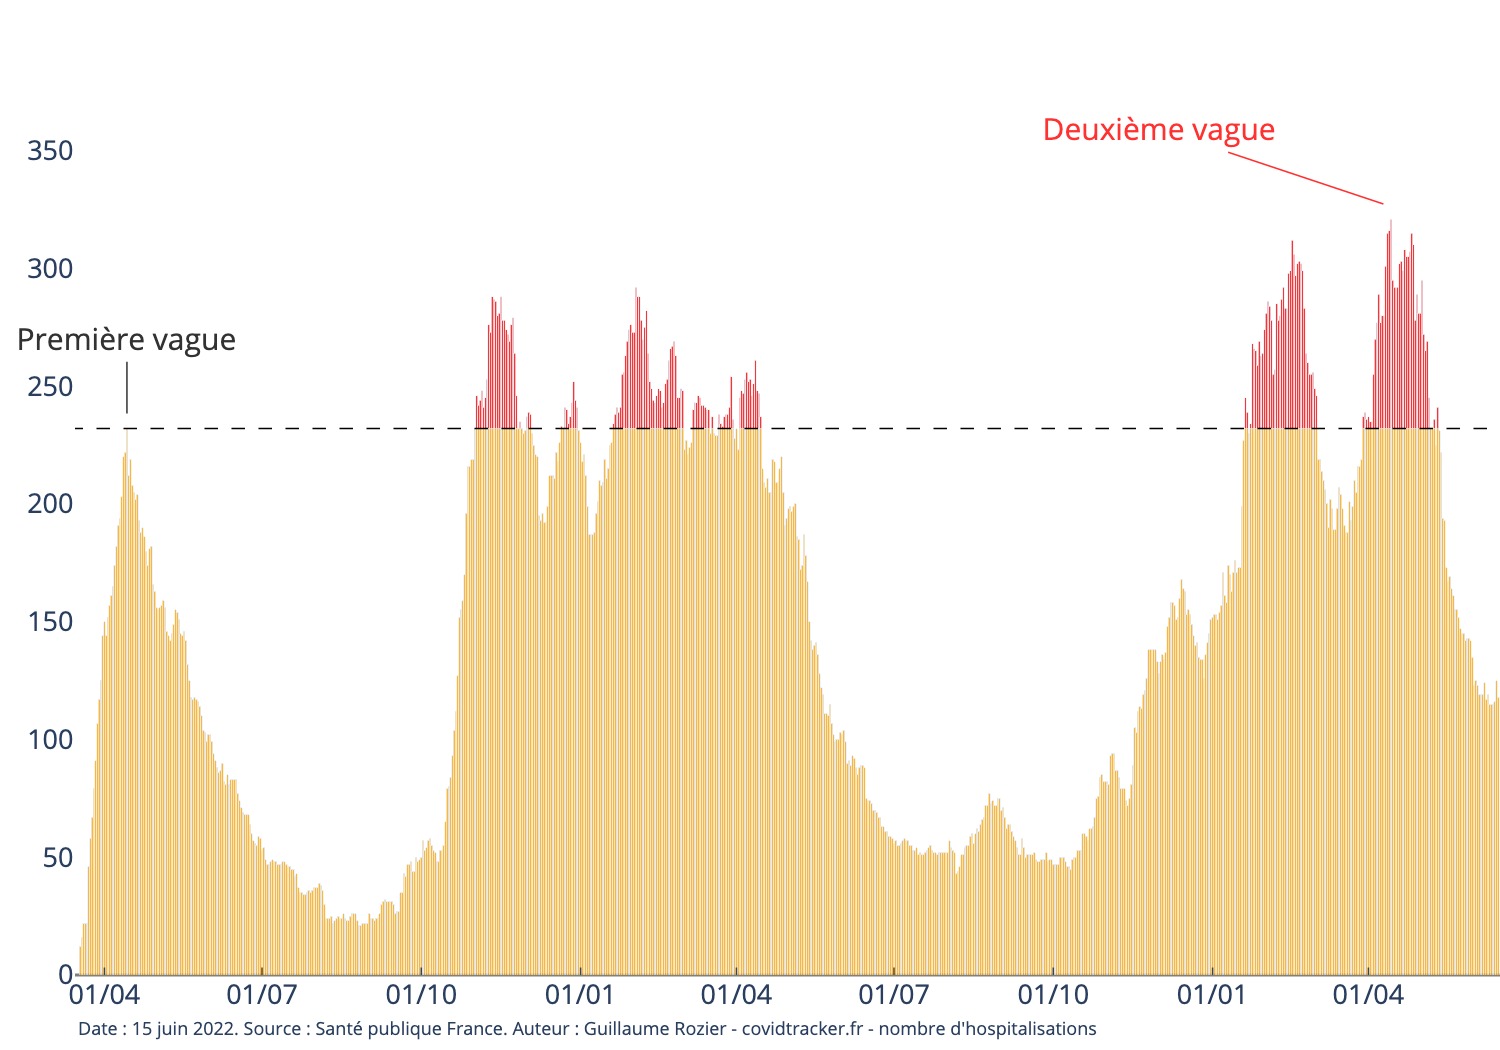 Deuxième vague
350
300
Première vague
250
200
150
100
50
0
01/04 01/07 01/10 01/01 01/04 01/07 01/10 01/01 01/04
Date : 15 juin 2022. Source : Santé publique France. Auteur : Guillaume Rozier - covidtracker.fr - nombre d'hospitalisations